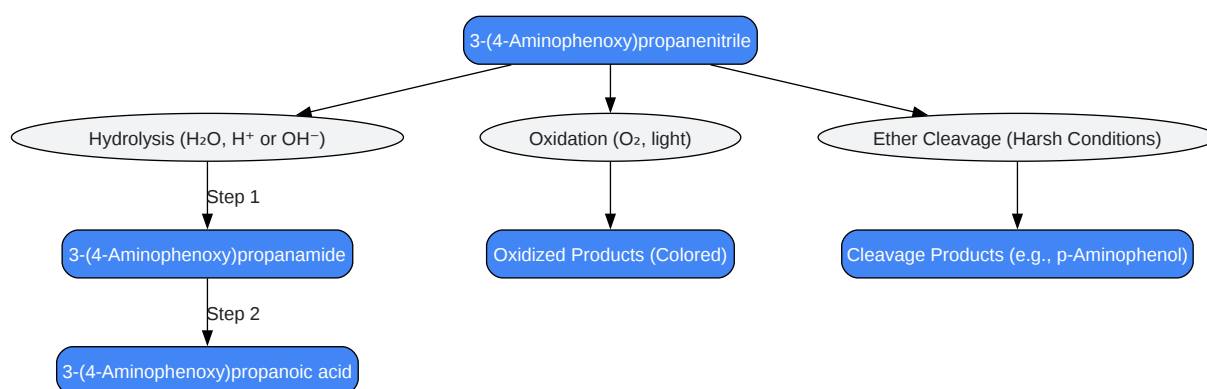 3-(4-Aminophenoxy)propanenitrile
Hydrolysis (H₂O, H⁺ or OH⁻)
Oxidation (O₂, light)
Ether Cleavage (Harsh Conditions)
Step 1
3-(4-Aminophenoxy)propanamide
Oxidized Products (Colored)
Cleavage Products (e.g., p-Aminophenol)
Step 2
3-(4-Aminophenoxy)propanoic acid